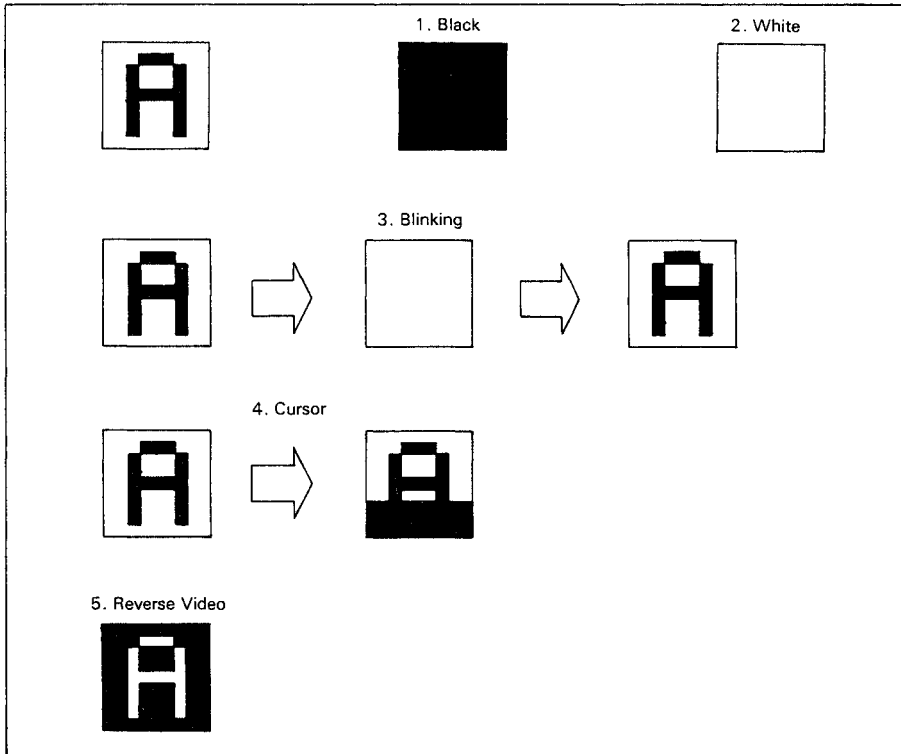 1. Black
2. White
A
3. Blinking
A
A
4. Cursor
A
A
5. Reverse Video
A